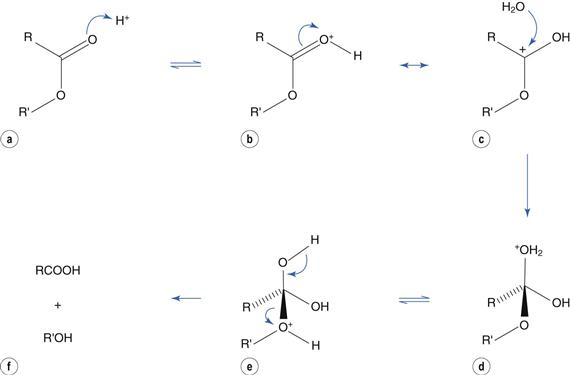 H₂O
R O H⁺
R O⁺ H
R + OH
O
R'
O
R'
O
R'
a
b
c
H
O
⁺OH₂
RCOOH
+
R'OH
R OH
O⁺
R' H
R OH
O
R'
f
e
d